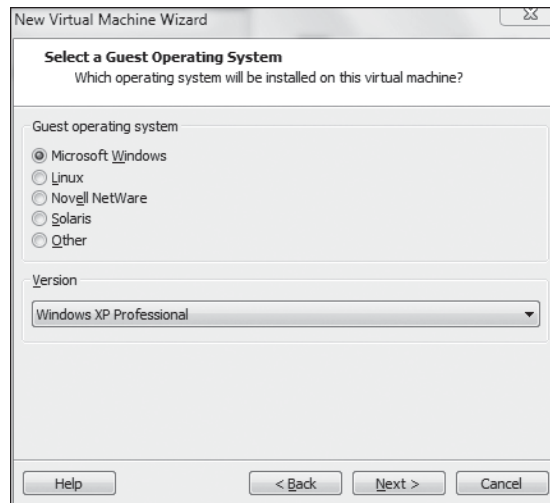 New Virtual Machine Wizard
Select a Guest Operating System
Which operating system will be installed on this virtual machine?
Guest operating system
Microsoft Windows
Linux
Novell NetWare
Solaris
Other
Version
Windows XP Professional
Help
< Back
Next >
Cancel